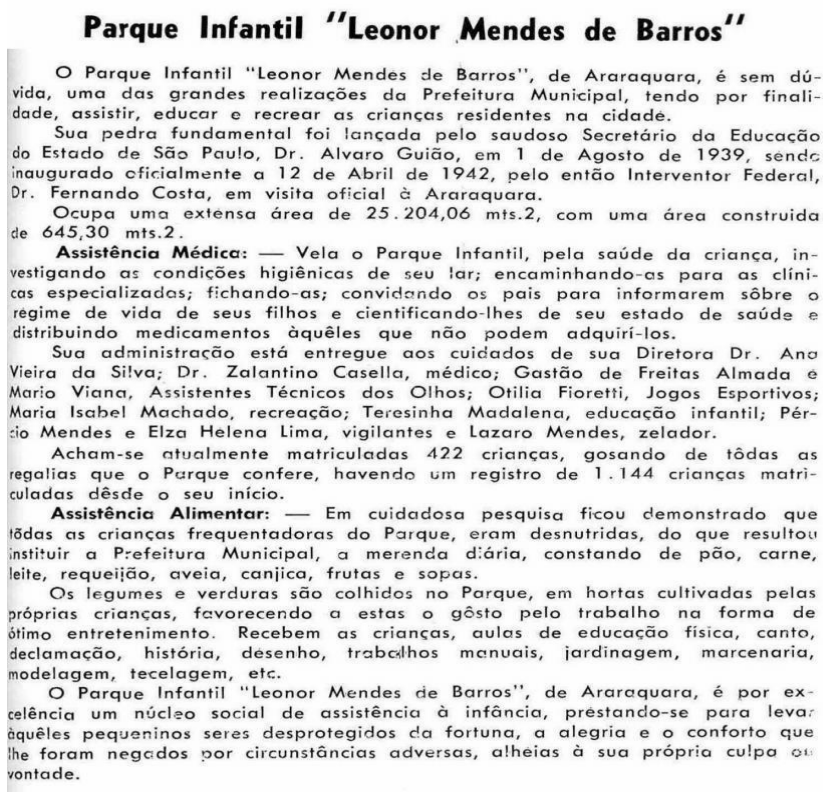 Parque Infantil "Leonor Mendes de Barros"
O Parque Infantil "Leonor Mendes de Barros", de Araraquara, é sem dú-
vida, uma das grandes realizações da Prefeitura Municipal, tendo por finali-
dade, assistir, educar e recrear as crianças residentes na cidade.
Sua pedra fundamental foi lançada pelo saudoso Secretário da Educação
do Estado de São Paulo, Dr. Alvaro Guião, em 1 de Agosto de 1939, sendo
inaugurado oficialmente a 12 de Abril de 1942, pelo então Interventor Federal,
Dr. Fernando Costa, em visita oficial à Araraquara.
Ocupa uma extensa área de 25.204,06 mts.2, com uma área construida
de 645,30 mts.2.
Assistência Médica: — Vela o Parque Infantil, pela saúde da criança, in-
vestigando as condições higiênicas de seu lar; encaminhando-as para as clíni-
cas especializadas; fichando-as; convidando os pais para informarem sôbre o
régime de vida de seus filhos e cientificando-lhes de seu estado de saúde e
distribuindo medicamentos àquêles que não podem adquirí-los.
Sua administração está entregue aos cuidados de sua Diretora Dr. Ana
Vieira da Silva; Dr. Zalantino Casella, médico; Gastão de Freitas Almada e
Mario Viana, Assistentes Técnicos dos Olhos; Otilia Fioretti, Jogos Esportivos;
Maria Isabel Machado, recreação; Teresinha Madalena, educação infantil; Pér-
cio Mendes e Elza Helena Lima, vigilantes e Lazaro Mendes, zelador.
Acham-se atualmente matriculadas 422 crianças, gosando de tôdas as
regalias que o Parque confere, havendo um registro de 1.144 crianças matri-
culadas dêsde o seu início.
Assistência Alimentar: — Em cuidadosa pesquisa ficou demonstrado que
tôdas as crianças frequentadoras do Parque, eram desnutridas, do que resultou
instituir a Prefeitura Municipal, a merenda diária, constando de pão, carne,
leite, requeijão, aveia, canjica, frutas e sopas.
Os legumes e verduras são colhidos no Parque, em hortas cultivadas pelas
próprias crianças, favorecendo a estas o gôsto pelo trabalho na forma de
ótimo entretenimento. Recebem as crianças, aulas de educação física, canto,
declamação, história, desenho, trabalhos manuais, jardinagem, marcenaria,
modelagem, tecelagem, etc.
O Parque Infantil "Leonor Mendes de Barros", de Araraquara, é por ex-
celência um núcleo social de assistência à infância, prestando-se para levar
àquêles pequeninos seres desprotegidos da fortuna, a alegria e o conforto que
lhe foram negados por circunstâncias adversas, alheias à sua própria culpa ou
vontade.